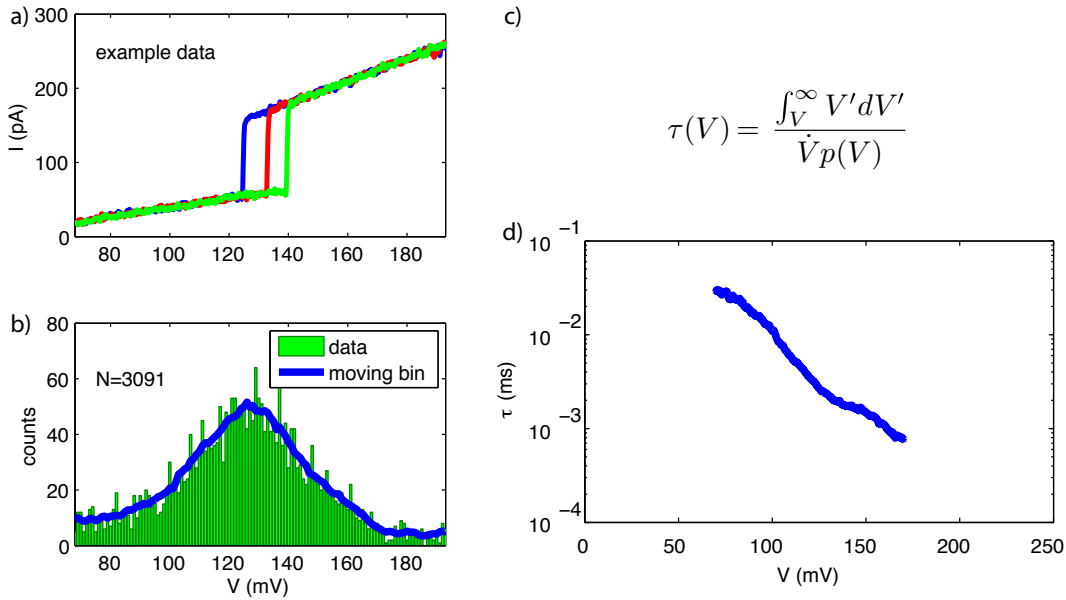 a)
300
200
100
0
I (pA)
example data
80 100 120 140 160 180
b)
80
60
40
20
0
counts
N=3091
data
moving bin
80 100 120 140 160 180
V (mV)
c)
τ(V) = ∫_V^∞ V′dV′ / V̇p(V)
d)
10⁻¹
10⁻²
10⁻³
10⁻⁴
τ (ms)
0 50 100 150 200 250
V (mV)